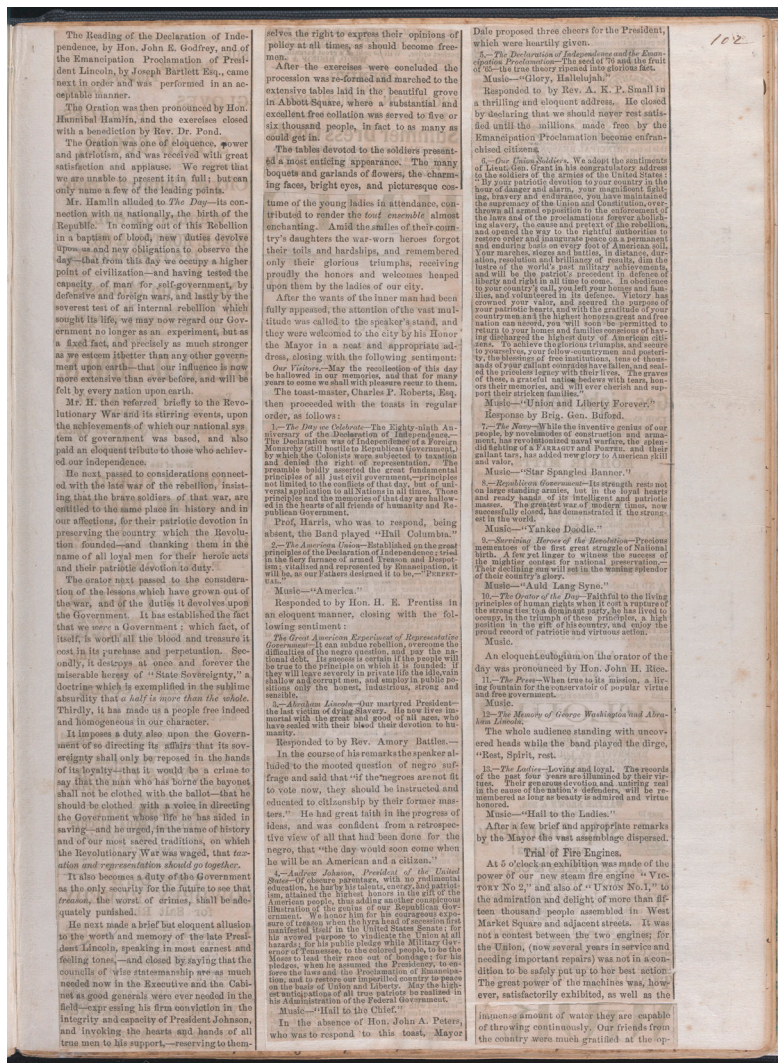 The Reading of the Declaration of Inde-
pendence, by Hon. John E. Godfrey, and of
the Emancipation Proclamation of Presi-
dent Lincoln, by Joseph Bartlett Esq., came
next in order and was performed in an ac-
ceptable manner.
The Oration was then pronounced by Hon.
Hannibal Hamlin, and the exercises closed
with a benediction by Rev. Dr. Pond.
The Oration was one of eloquence, power
and patriotism, and was received with great
satisfaction and applause. We regret that
we are unable to present it in full; but can
only name a few of the leading points.
Mr. Hamlin alluded to The Day—its con-
nection with us nationally, the birth of the
Republic. In coming out of this Rebellion
in a baptism of blood, new duties devolve
upon us and new obligations to observe the
day—that from this day we occupy a higher
point of civilization—and having tested the
capacity of man for self-government, by
defensive and foreign wars, and lastly by the
severest test of an internal rebellion which
sought its life, we may now regard our Gov-
ernment no longer as an experiment, but as
a fixed fact, and precisely as much stronger
as we esteem itbetter than any other govern-
ment upon earth—that our influence is now
more extensive than ever before, and will be
felt by every nation upon earth.
Mr. H. then referred briefly to the Revo-
lutionary War and its stirring events, upon
the achievements of which our national sys
tem of government was based, and also
paid an eloquent tribute to those who achiev-
ed our independence.
He next passed to considerations connect-
ed with the late war of the rebellion, insist-
ing that the brave soldiers of that war, are
entitled to the same place in history and in
our affections, for their patriotic devotion in
preserving the country which the Revolu-
tion founded—and thanking them in the
name of all loyal men for their heroic acts
and their patriotic devotion to duty.
The orator next passed to the considera-
tion of the lessons which have grown out of
the war, and of the duties it devolves upon
the Government. It has established the fact
that we were a Government; which fact, of
itself, is worth all the blood and treasure it
cost in its purchase and perpetuation. Sec-
ondly, it destroys at once and forever the
miserable heresy of "State Sovereignty," a
doctrine which is exemplified in the sublime
absurdity that a half is more than the whole.
Thirdly, it has made us a people free indeed
and homogeneous in our character.
It imposes a duty also upon the Govern-
ment of so directing its affairs that its sov-
ereignty shall only be reposed in the hands
of its loyalty—that it would be a crime to
say that the man who has borne the bayonet
shall not be clothed with the ballot—that he
should be clothed with a voice in directing
the Government whose life he has aided in
saving—and he urged, in the name of history
and of our most sacred traditions, on which
the Revolutionary War was waged, that tax-
ation and representation should go together.
It also becomes a duty of the Government
as the only security for the future to see that
treason, the worst of crimes, shall be ade-
quately punished.
He next made a brief but eloquent allusion
to the worth and memory of the late Presi-
dent Lincoln, speaking in most earnest and
feeling tones,—and closed by saying that the
councils of wise statesmanship are as much
needed now in the Executive and the Cabi-
net as good generals were ever needed in the
field—expressing his firm conviction in the
integrity and capacity of President Johnson,
and invoking the hearts and hands of all
true men to his support,—reserving to them-
selves the right to express their opinions of
policy at all times, as should become free-
men.
After the exercises were concluded the
procession was re-formed and marched to the
extensive tables laid in the beautiful grove
in Abbott Square, where a substantial and
excellent free collation was served to five or
six thousand people, in fact to as many as
could get in.
The tables devoted to the soldiers present-
ed a most enticing appearance. The many
boquets and garlands of flowers, the charm-
ing faces, bright eyes, and picturesque cos-
tume of the young ladies in attendance, con-
tributed to render the tout ensemble almost
enchanting. Amid the smiles of their coun-
try's daughters the war-worn heroes forgot
their toils and hardships, and remembered
only their glorious triumphs, receiving
proudly the honors and welcomes heaped
upon them by the ladies of our city.
After the wants of the inner man had been
fully appeased, the attention of the vast mul-
titude was called to the speaker's stand, and
they were welcomed to the city by his Honor
the Mayor in a neat and appropriate ad-
dress, closing with the following sentiment:
Our Visitors.—May the recollection of this day
be hallowed in our memories, and that for many
years to come we shall with pleasure recur to them.
The toast-master, Charles P. Roberts, Esq.
then proceeded with the toasts in regular
order, as follows:
1.—The Day we Celebrate—The Eighty-ninth An-
niversary of the Declaration of Independence.—
The Declaration was of Independence of a Foreign
Monarchy (still hostile to Republican Government,)
by which the Colonists were subjected to taxation
and denied the right of representation. The
preamble boldly asserted the great fundamental
principles of all just civil government,—principles
not limited to the conflicts of that day, but of uni-
versal application to all Nations in all times. Those
principles and the memories of that day are hallow-
ed in the hearts of all friends of humanity and Re-
publican Government.
Prof, Harris, who was to respond, being
absent, the Band played "Hail Columbia."
2.—The American Union—Established on the great
principles of the Declaration of Independence; tried
in the fiery furnace of armed Treason and Despot-
ism; vitalized and represented by Emancipation, it
will be, as our Fathers designed it to be,—"PERPET-
UAL."
Music—"America."
Responded to by Hon. H. E. Prentiss in
an eloquent manner, closing with the fol-
lowing sentiment:
The Great American Experiment of Representative
Government—It can subdue rebellion, overcome the
difficulties of the negro question, and pay the na-
tional debt. Its success is certain if the people will
be true to the principle on which it is founded; if
they will leave severely in private life the idle, vain
shallow and corrupt men, and employ in public po-
sitions only the honest, industrious, strong and
sensible.
3.—Abraham Lincoln—Our martyred President—
the last victim of dying Slavery. He now lives im-
mortal with the great and good of all ages, who
have sealed with their blood their devotion to hu-
manity.
Responded to by Rev. Amory Battles.—
In the course of his remarks the speaker al-
luded to the mooted question of negro suf-
frage and said that "if the negroes are not fit
to vote now, they should be instructed and
educated to citizenship by their former mas-
ters." He had great faith in the progress of
ideas, and was confident from a retrospec-
tive view of all that had been done for the
negro, that "the day would soon come when
he will be an American and a citizen."
4.—Andrew Johnson, President of the United
States—Of obscure parentage, with no rudimental
education, he has by his talents, energy, and patriot-
ism, attained the highest honors in the gift of the
American people, thus adding another conspicuous
illustration of the genius of our Republican Gov-
ernment. We honor him for his courageous expo-
sure of treason when the hyra head of secession first
manifested itself in the United States Senate; for
his avowed purpose to vindicate the Union at all
hazards; for his public pledge while Military Gov-
ernor of Tennessee, to the colored people, to be the
Moses to lead their race out of bondage; for his
pledges, when he assumed the Presidency, to en-
force the laws and the Proclamation of Emancipa-
tion, and to restore our imperilled country to peace
on the basis of Union and Liberty. May the high-
est anticipations of all true patriots be realized in
his Administration of the Federal Government.
Music—"Hail to the Chief."
In the absence of Hon. John A. Peters,
who was to respond to this toast, Mayor
Dale proposed three cheers for the President,
which were heartily given.
5.—The Declaration of Independence and the Eman-
cipation Proclamation—The seed of '76 and the fruit
of '65—the true theory ripened into glorious fact.
Music—"Glory, Hallelujah."
Responded to by Rev. A. K. P. Small in
a thrilling and eloquent address. He closed
by declaring that we should never rest satis-
fied until the millions made free by the
Emancipation Proclamation become enfran-
chised citizens.
6.—Our Union Soldiers. We adopt the sentiments
of Lieut-Gen. Grant in his congratulatory address
to the soldiers of the armies of the United States:
"By your patriotic devotion to your country in the
hour of danger and alarm, your magnificent fight-
ing, bravery and endurance, you have maintained
the supremacy of the Union and Constitution, over-
thrown all armed opposition to the enforcement of
the laws and of the proclamations forever abolish-
ing slavery, the cause and pretext of the rebellion,
and opened the way to the rightful authorities to
restore order and inaugurate peace on a permanent
and enduring basis on every foot of American soil.
Your marches, sieges and battles, in distance, dur-
ation, resolution and brilliancy of results, dim the
lustre of the world's past military achievements,
and will be the patriot's precedent in defence of
liberty and right in all time to come. In obedience
to your country's call, you left your homes and fam-
ilies, and volunteered in its defence. Victory has
crowned your valor, and secured the purpose of
your patriotic hearts, and with the gratitude of your
countrymen and the highest honors a great and free
nation can needed, you will soon be permitted to
return to your homes and families conscious of hav-
ing discharged the highest duty of American citi-
zens. To achieve the glorious triumphs, and secure
to yourselves, your fellow-countrymen and posteri-
ty, the blessings of free institutions, tens of thous-
ands of your gallant comrades have fallen, and seal-
ed the priceless legacy with their lives. The graves
of these, a grateful nation bedews with tears, hon-
ors their memories, and will ever cherish and sup-
port their stricken families."
Music—"Union and Liberty Forever."
Response by Brig. Gen. Buford.
7.—The Navy—While the inventive genius of our
people, by novelties of construction and arma-
ment, has revolutionized naval warfare, the splen-
did fighting of a FARRAGUT and PORTER, and their
gallant tars, has added new glory to American skill
and valor.
Music—"Star Spangled Banner."
8.—Republican Government—Its strength rests not
on large standing armies, but in the loyal hearts
and ready hands of its intelligent and patriotic
masses. The greatest war of modern times, now
successfully closed, has demonstrated it the strong-
est in the world.
Music—"Yankee Doodle."
9.—Surviving Heroes of the Revolution—Precious
mementoes of the first great struggle of National
birth. A few yet linger to witness the success of
the mightier contest for national preservation.—
Their declining sun will set in the waning splendor
of their country's glory.
Music—"Auld Lang Syne."
10.—The Orator of the Day—Faithful to the living
principles of human rights when it cost a rupture of
the strong ties to a dominant party, he has lived to
occupy, in the triumph of these principles, a high
position in the gift of his country, and enjoy the
proud record of patriotic and virtuous action.
Music.
An eloquent eulogium on the orator of the
day was pronounced by Hon. John H. Rice.
11.—The Press—When true to its mission, a liv-
ing fountain for the conservator of popular virtue
and free government.
Music.
12—The Memory of George Washington and Abra-
ham Lincoln.
The whole audience standing with uncov-
ered heads while the band played the dirge,
"Rest, Spirit, rest.
13.—The Ladies—Loving and loyal. The records
of the past four years are illumined by their vir-
tues. Their generous devotion and untiring zeal
in the cause of the nation's defenders, will be re-
membered as long as beauty is admired and virtue
honored.
Music—"Hail to the Ladies."
After a few brief and appropriate remarks
by the Mayor the vast assemblage dispersed.
Trial of Fire Engines.
At 5 o'clock an exhibition was made of the
power of our new steam fire engine "VIC-
TORY No 2," and also of "UNION No.1," to
the admiration and delight of more than fif-
teen thousand people assembled in West
Market Square and adjacent streets. It was
not a contest between the two engines; for
the Union, (now several years in service and
needing important repairs) was not in a con-
dition to be safely put up to her best action.
The great power of the machines was, how-
ever, satisfactorily exhibited, as well as the
immense amount of water they are capable
of throwing continuously. Our friends from
the country were much gratified at the op-
102